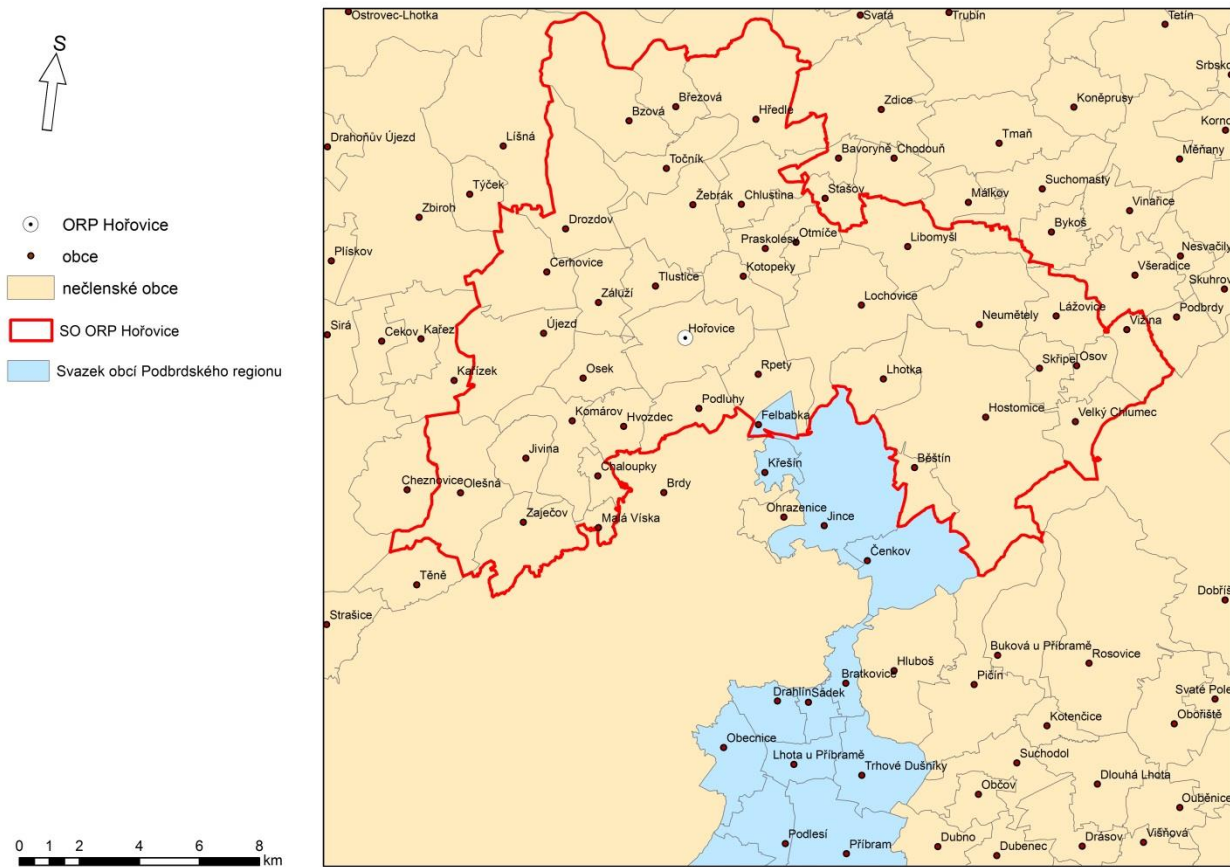 S
ORP Hořovice
obce
nečlenské obce
SO ORP Hořovice
Svazek obcí Podbrdského regionu
0 1 2 4 6 8
km
Ostrovec-Lhotka
Svatá
Trubín
Tetín
Srbsko
Březová
Bzová
Hředle
Zdice
Koněprusy
Korno
Drahoňův Újezd
Líšná
Tmaň
Točník
Bavoryně
Chodouň
Měňany
Týček
Žebrák
Chlustina
Stašov
Málkov
Suchomasty
Vinařice
Zbiroh
Drozdov
Otmíče
Praskolesy
Libomyšl
Bykoš
Nesvačily
Plískov
Cerhovice
Tlustice
Kotopeky
Všeradice
Skuhrov
Záluží
Lochovice
Lážovice
Podbrdy
Sirá
Cekov
Kařez
Újezd
Hořovice
Neumětely
Vižina
Kařízek
Osek
Rpety
Lhotka
Skřipel
Osov
Komárov
Hvozdec
Podluhy
Felbabka
Hostomice
Velký Chlumec
Jivina
Chaloupky
Křešín
Běštín
Cheznovice
Olešná
Brdy
Zaječov
Malá Víska
Ohrazenice
Jince
Čenkov
Těně
Dobříš
Strašice
Buková u Příbramě
Rosovice
Hluboš
Pičín
Bratkovice
Drahlín
Sádek
Svaté Pole
Obořiště
Kotenčice
Obecnice
Lhota u Příbramě
Trhové Dušníky
Suchodol
Občov
Dlouhá Lhota
Ouběnice
Podlesí
Příbram
Dubno
Dubenec
Drásov
Višňová